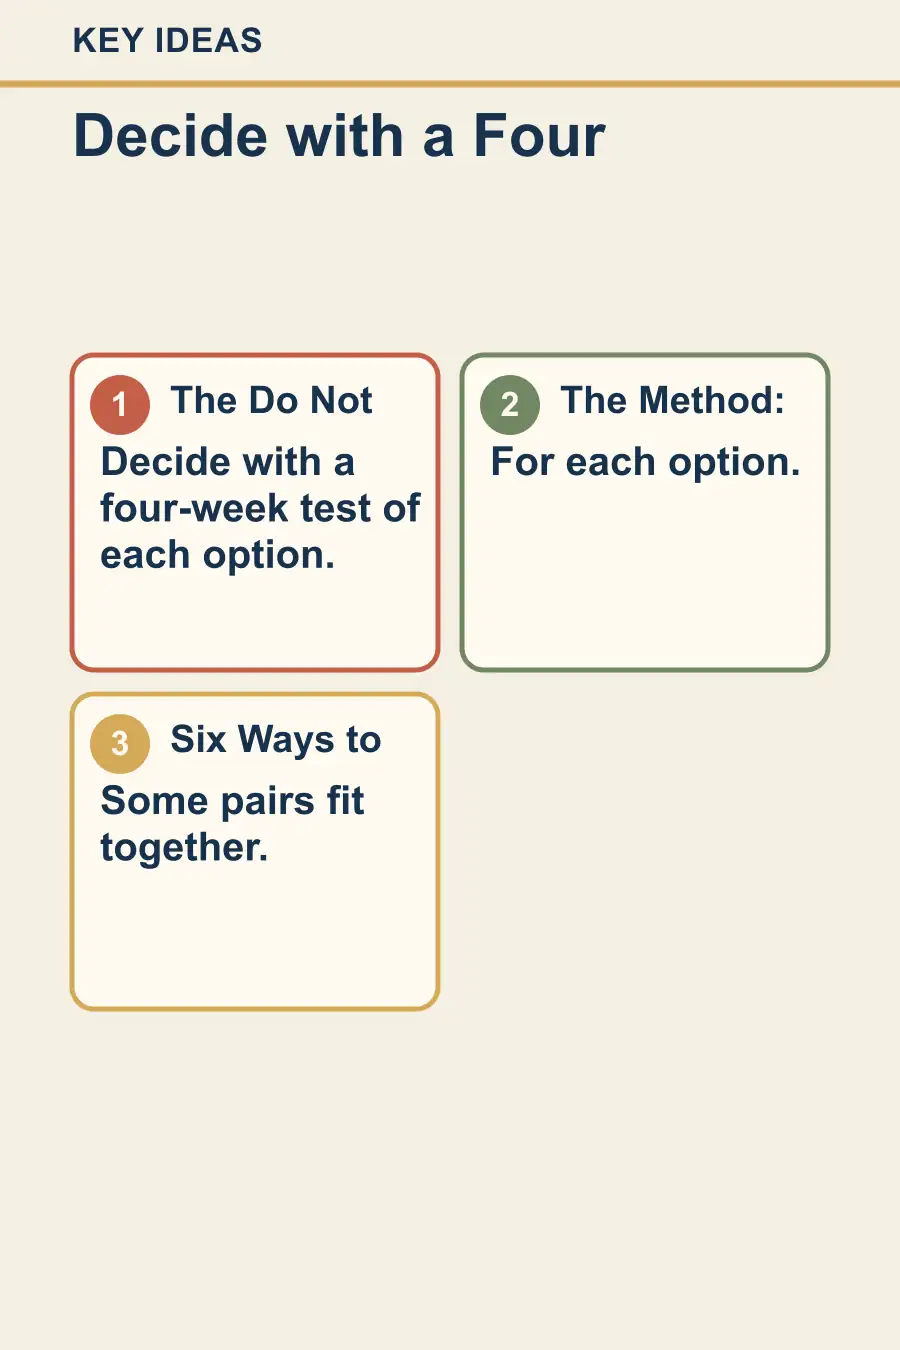 KEY IDEAS
Decide with a Four
1 The Do Not
Decide with a
four-week test of
each option.
2 The Method:
For each option.
3 Six Ways to
Some pairs fit
together.